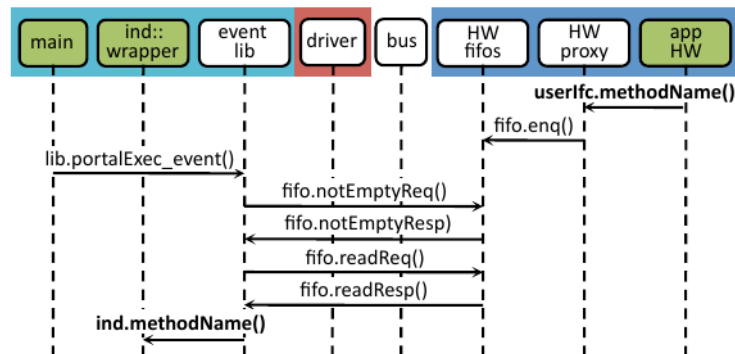 main
ind::
wrapper
event
lib
driver
bus
HW
fifos
HW
proxy
app
HW
userIfc.methodName()
fifo.enq()
lib.portalExec_event()
fifo.notEmptyReq()
fifo.notEmptyResp)
fifo.readReq()
fifo.readResp()
ind.methodName()